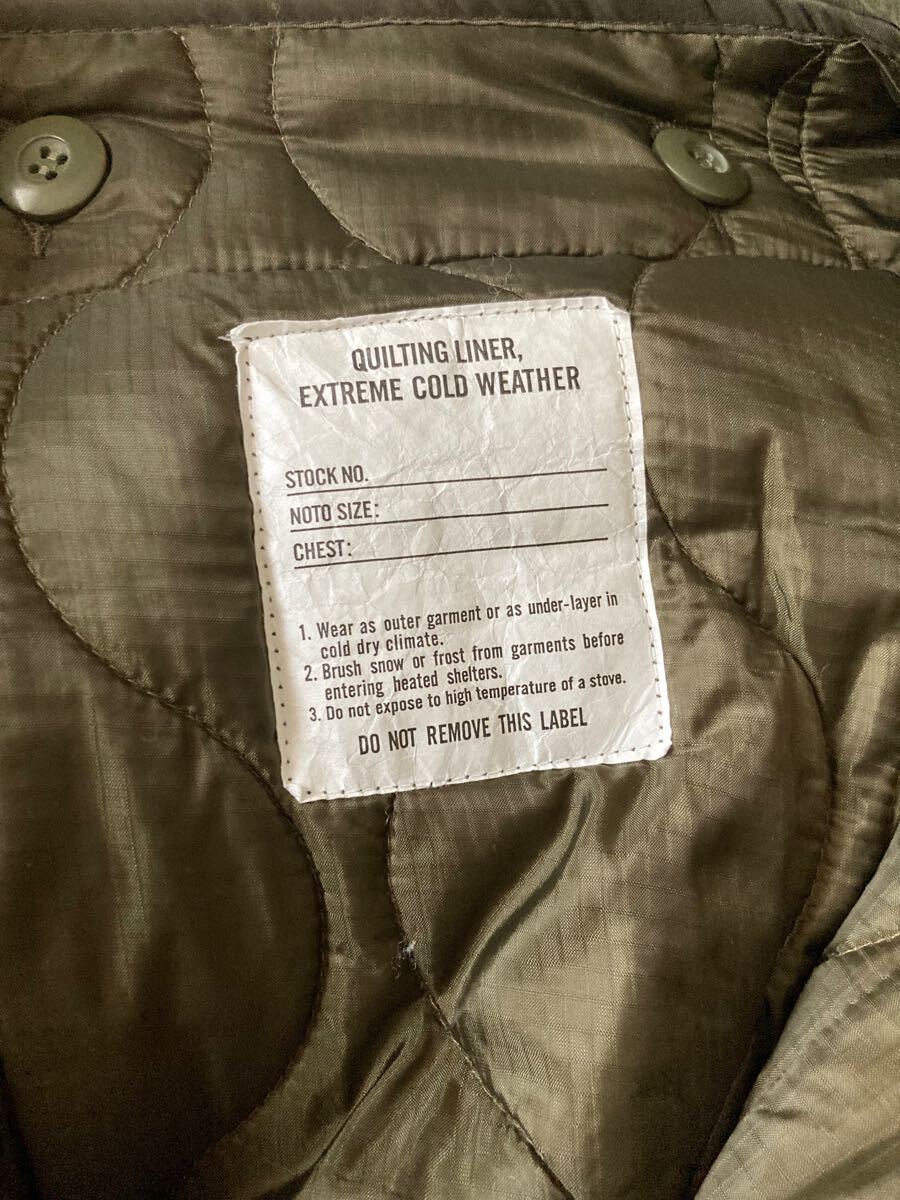 QUILTING LINER,
EXTREME COLD WEATHER
STOCK NO.
NOTO SIZE:
CHEST:
1. Wear as outer garment or as under-layer in
cold dry climate.
2. Brush snow or frost from garments before
entering heated shelters.
3. Do not expose to high temperature of a stove.
DO NOT REMOVE THIS LABEL